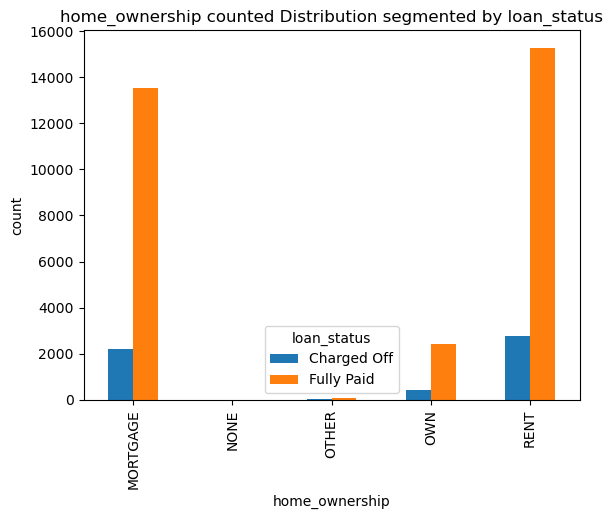 home_ownership counted Distribution segmented by loan_status
16000
14000
12000
10000
8000
6000
4000
2000
0
count
loan_status
Charged Off
Fully Paid
MORTGAGE
NONE
OTHER
OWN
RENT
home_ownership